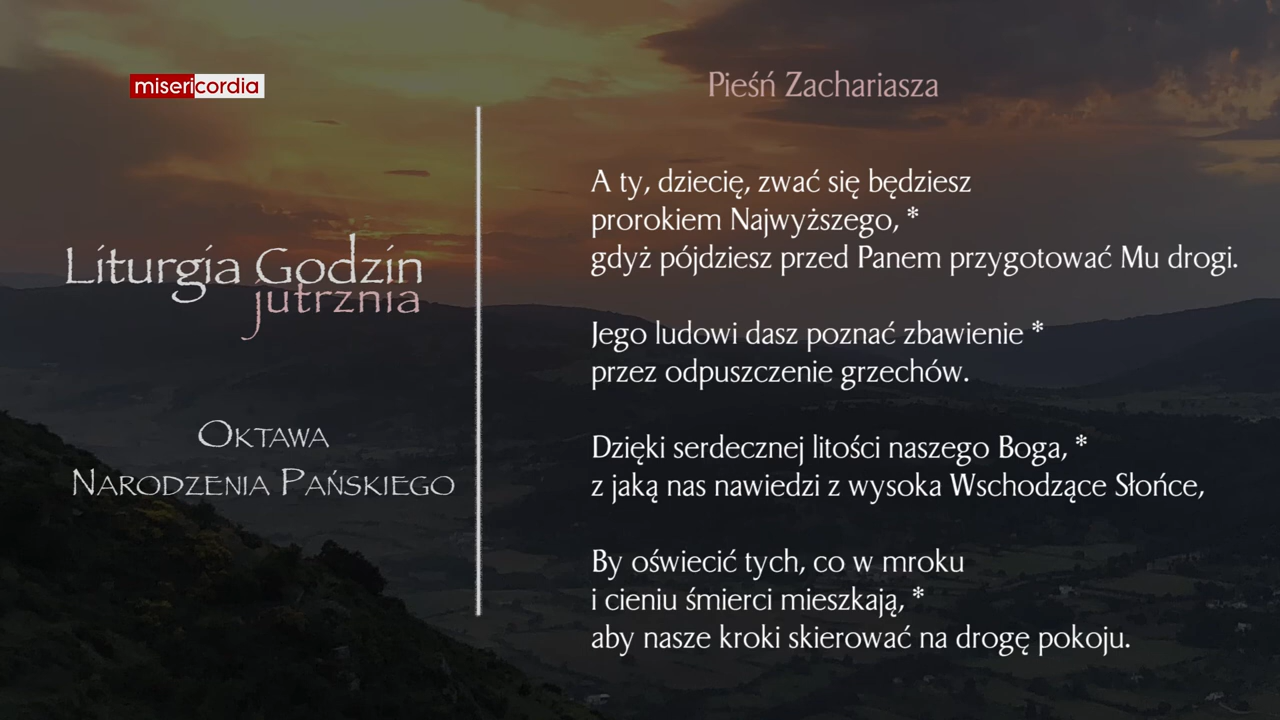 misericordia
Liturgia Godzin
jutrznia
Oktawa
Narodzenia Pańskiego
Pieśń Zachariasza
A ty, dziecię, zwać się będziesz
prorokiem Najwyższego, *
gdyż pójdziesz przed Panem przygotować Mu drogi.
Jego ludowi dasz poznać zbawienie *
przez odpuszczenie grzechów.
Dzięki serdecznej litości naszego Boga, *
z jaką nas nawiedzi z wysoka Wschodzące Słońce,
By oświecić tych, co w mroku
i cieniu śmierci mieszkają, *
aby nasze kroki skierować na drogę pokoju.